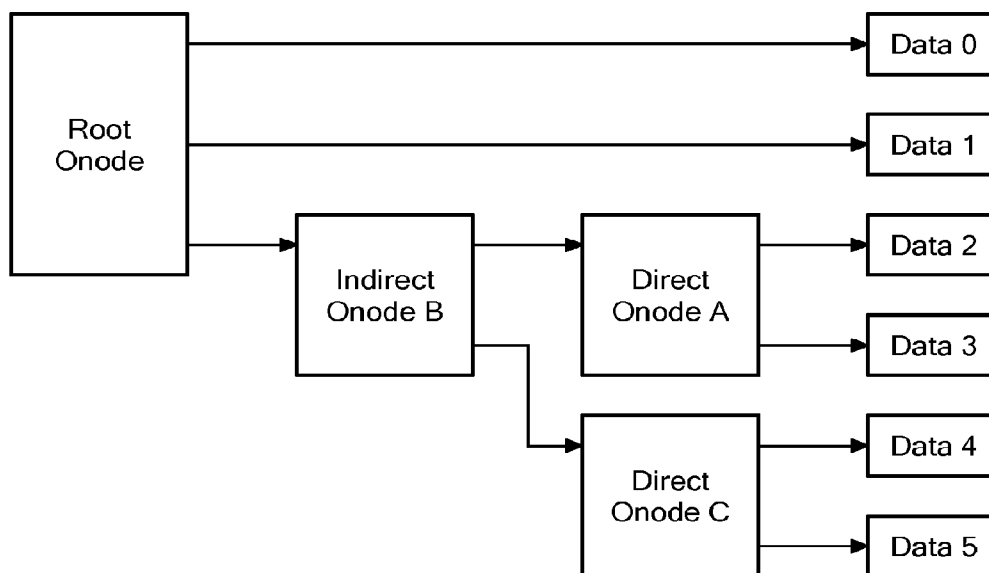 Data 0
Root
Onode
Data 1
Indirect
Onode B
Direct
Onode A
Data 2
Data 3
Direct
Onode C
Data 4
Data 5